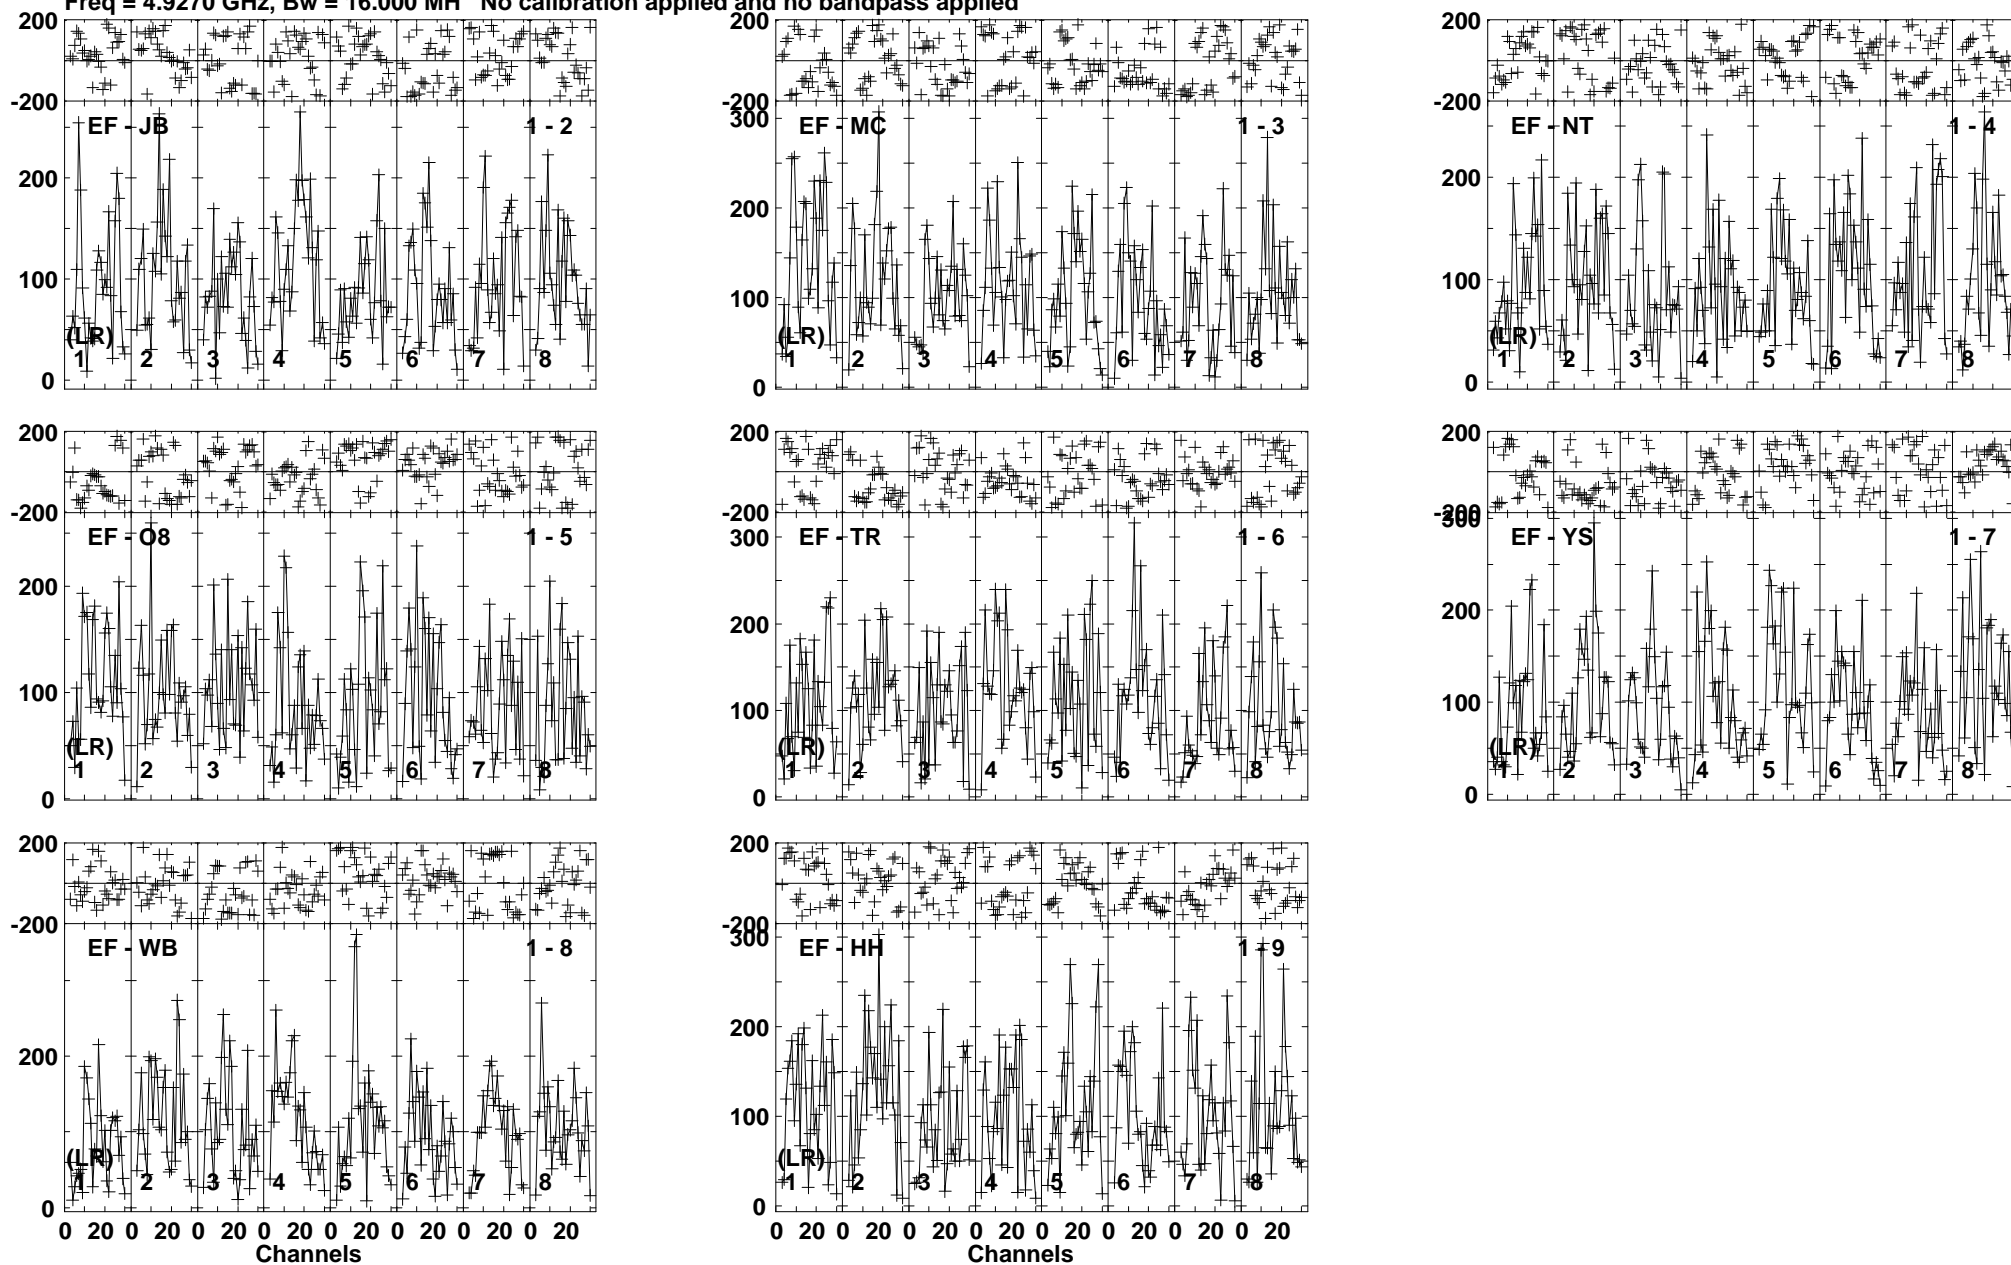 Freq = 4.9270 GHz, Bw = 16.000 MH No calibration applied and no bandpass applied
200 200 200
-200 -200 -200
EF - JB 1 - 2 300 EF - MC 1 - 3 EF - NT 1 - 4
200 200 200
100 100 100
(LR) (LR) (LR)
1 2 3 4 5 6 7 8 1 2 3 4 5 6 7 8 1 2 3 4 5 6 7 8
0 0 0
200 200 200
-200 -200 -200
300
EF - O8 1 - 5 300 EF - TR 1 - 6 EF - YS 1 - 7
200 200 200
100 100 100
(LR) (LR) (LR)
1 2 3 4 5 6 7 8 1 2 3 4 5 6 7 8 1 2 3 4 5 6 7 8
0 0 0
200 200
-200 -200
EF - WB 1 - 8 300 EF - HH 1 - 9
200 200
100
(LR) (LR)
1 2 3 4 5 6 7 8 1 2 3 4 5 6 7 8
0 0
0 20 0 20 0 20 0 20 0 20 0 20 0 20 0 20 0 20 0 20 0 20 0 20 0 20 0 20 0 20 0 20
Channels Channels